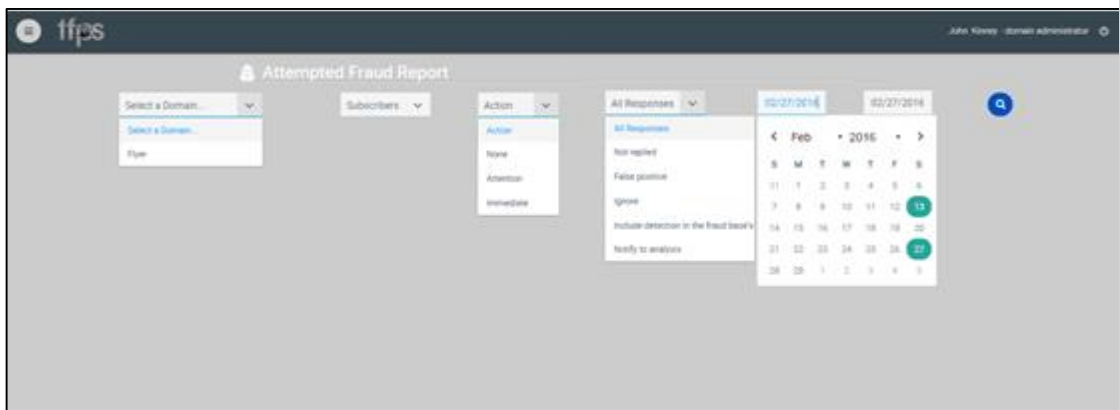 tfps
John Kinney - domain administrator
Attempted Fraud Report
Select a Domain...
Subscribers
Action
All Responses
02/27/2016
02/27/2016
Select a Domain...
Flyer
Action
None
Attention
Immediate
All Responses
Not replied
False positive
Ignore
Include detection in the fraud base's
Notify to analysis
Feb 2016
S M T W T F S
31 1 2 3 4 5 6
7 8 9 10 11 12 13
14 15 16 17 18 19 20
21 22 23 24 25 26 27
28 29 1 2 3 4 5